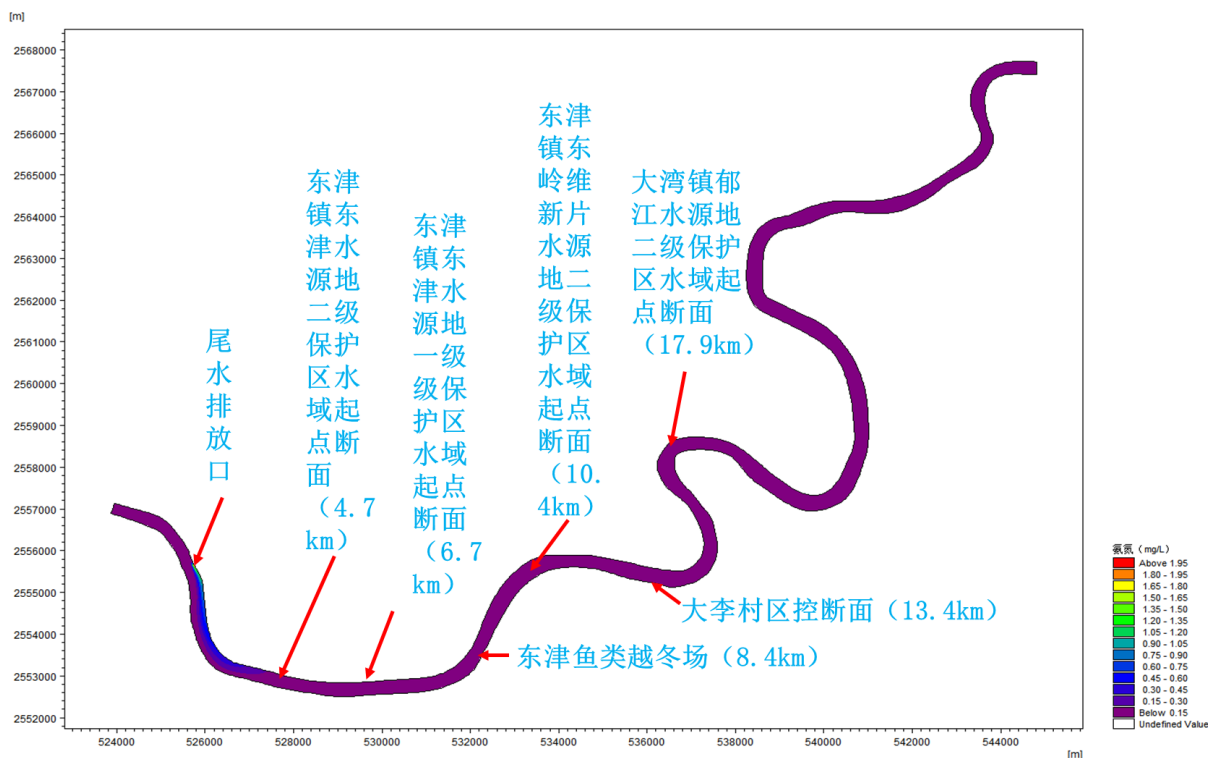 [m]
2568000
2567000
2566000
2565000
2564000
2563000
2562000
2561000
2560000
2559000
2558000
2557000
2556000
2555000
2554000
2553000
2552000
尾
水
排
放
口
东津
镇东
津水
源地
二级
保护
区水
域起
点断
面
（4.7
km）
东津
镇东
津水
源地
一级
级保
护区
水域
起点
断面
（6.7
km）
东津
镇东
岭维
新片
水源
地二
级保
护区
水域
起点
断面
（10.
4km）
大湾镇郁
江水源地
二级保护
区水域起
点断面
（17.9km）
大李村区控断面（13.4km）
东津鱼类越冬场（8.4km）
524000 526000 528000 530000 532000 534000 536000 538000 540000 542000 544000
[m]
氨氮（mg/L）
Above 1.95
1.80 - 1.95
1.65 - 1.80
1.50 - 1.65
1.35 - 1.50
1.20 - 1.35
1.05 - 1.20
0.90 - 1.05
0.75 - 0.90
0.60 - 0.75
0.45 - 0.60
0.30 - 0.45
0.15 - 0.30
Below 0.15
Undefined Value